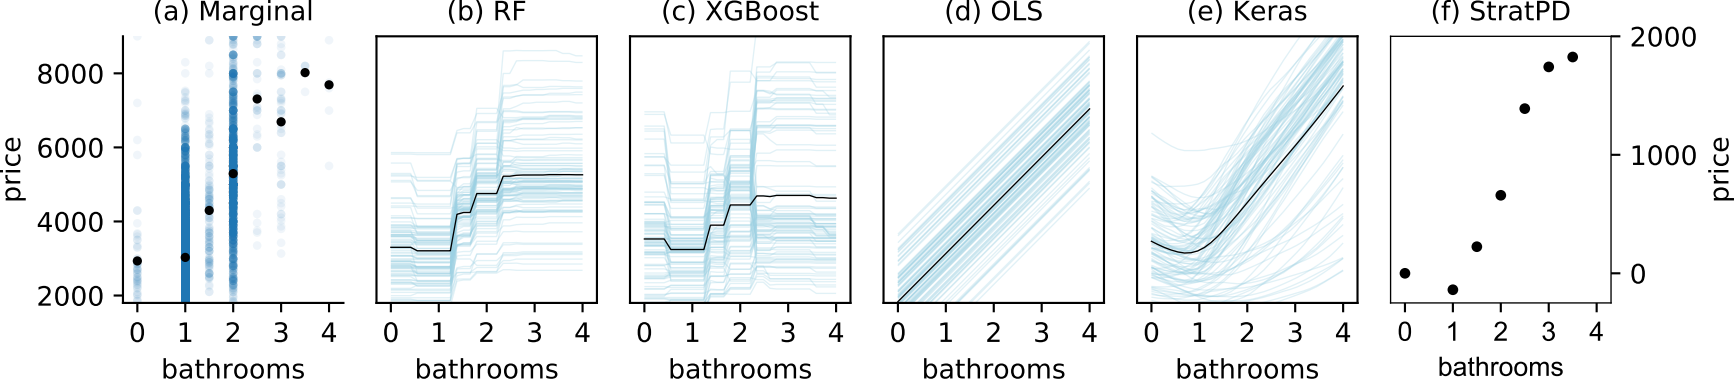 (a) Marginal
(b) RF
(c) XGBoost
(d) OLS
(e) Keras
(f) StratPD
price
8000
6000
4000
2000
2000
1000
0
price
0 1 2 3 4
0 1 2 3 4
0 1 2 3 4
0 1 2 3 4
0 1 2 3 4
0 1 2 3 4
bathrooms
bathrooms
bathrooms
bathrooms
bathrooms
bathrooms